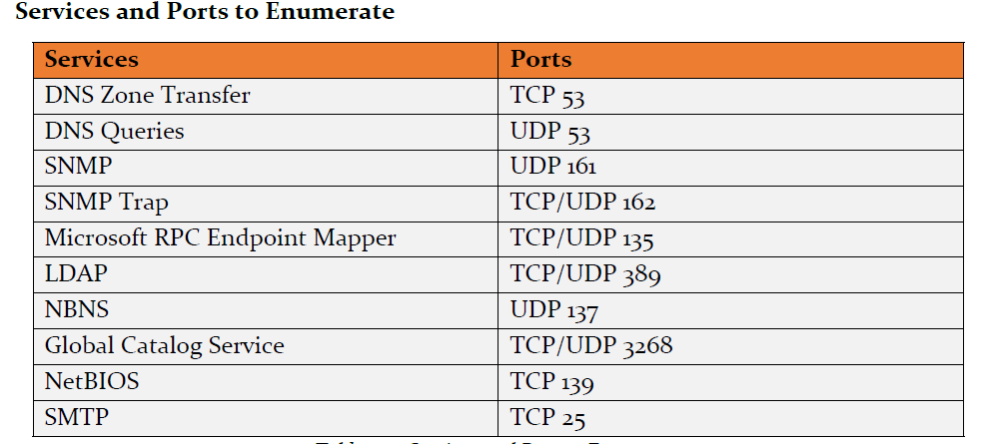 Services and Ports to Enumerate
Services Ports
DNS Zone Transfer TCP 53
DNS Queries UDP 53
SNMP UDP 161
SNMP Trap TCP/UDP 162
Microsoft RPC Endpoint Mapper TCP/UDP 135
LDAP TCP/UDP 389
NBNS UDP 137
Global Catalog Service TCP/UDP 3268
NetBIOS TCP 139
SMTP TCP 25